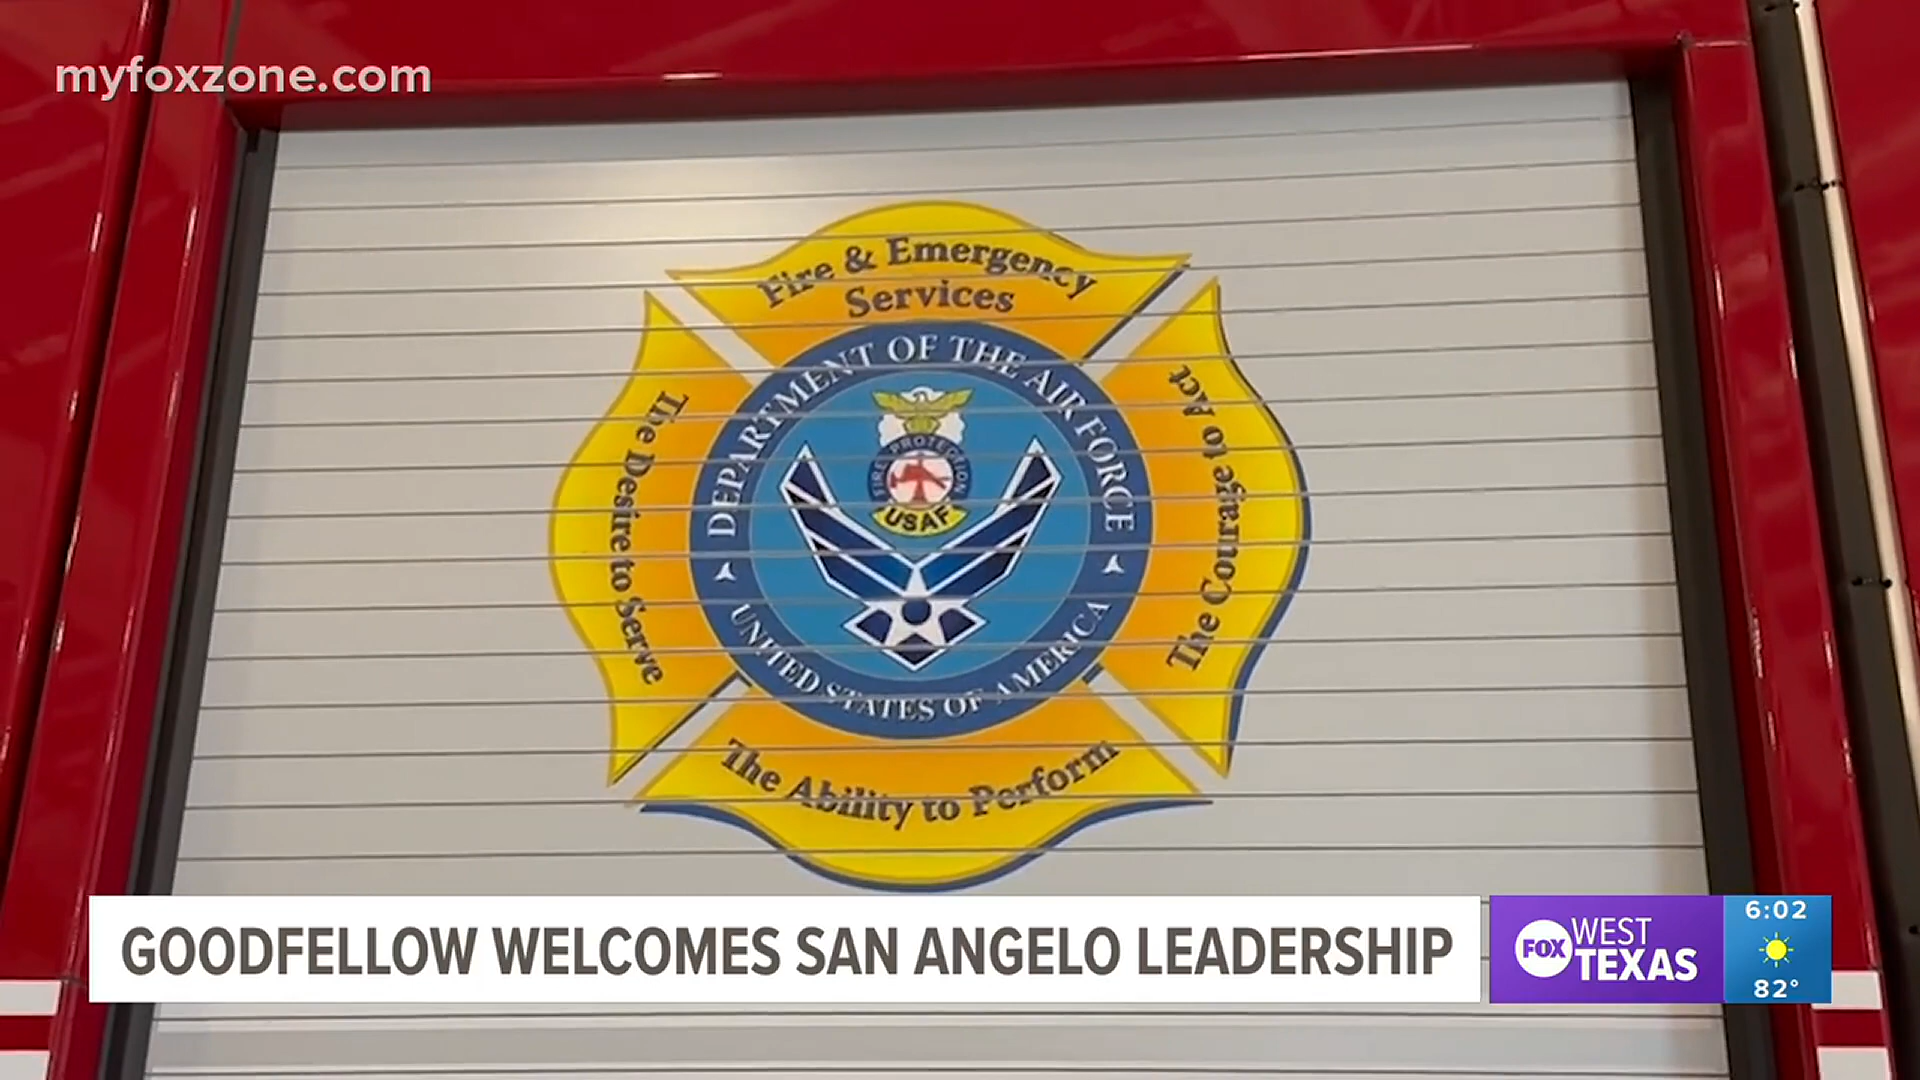 myfoxzone.com
Fire & Emergency
Services
DEPARTMENT OF THE AIR FORCE
The Desire to Serve
The Courage to Act
FIRE PROTECTION
USAF
UNITED STATES OF AMERICA
The Ability to Perform
GOODFELLOW WELCOMES SAN ANGELO LEADERSHIP
FOX
WEST
TEXAS
6:02
82°